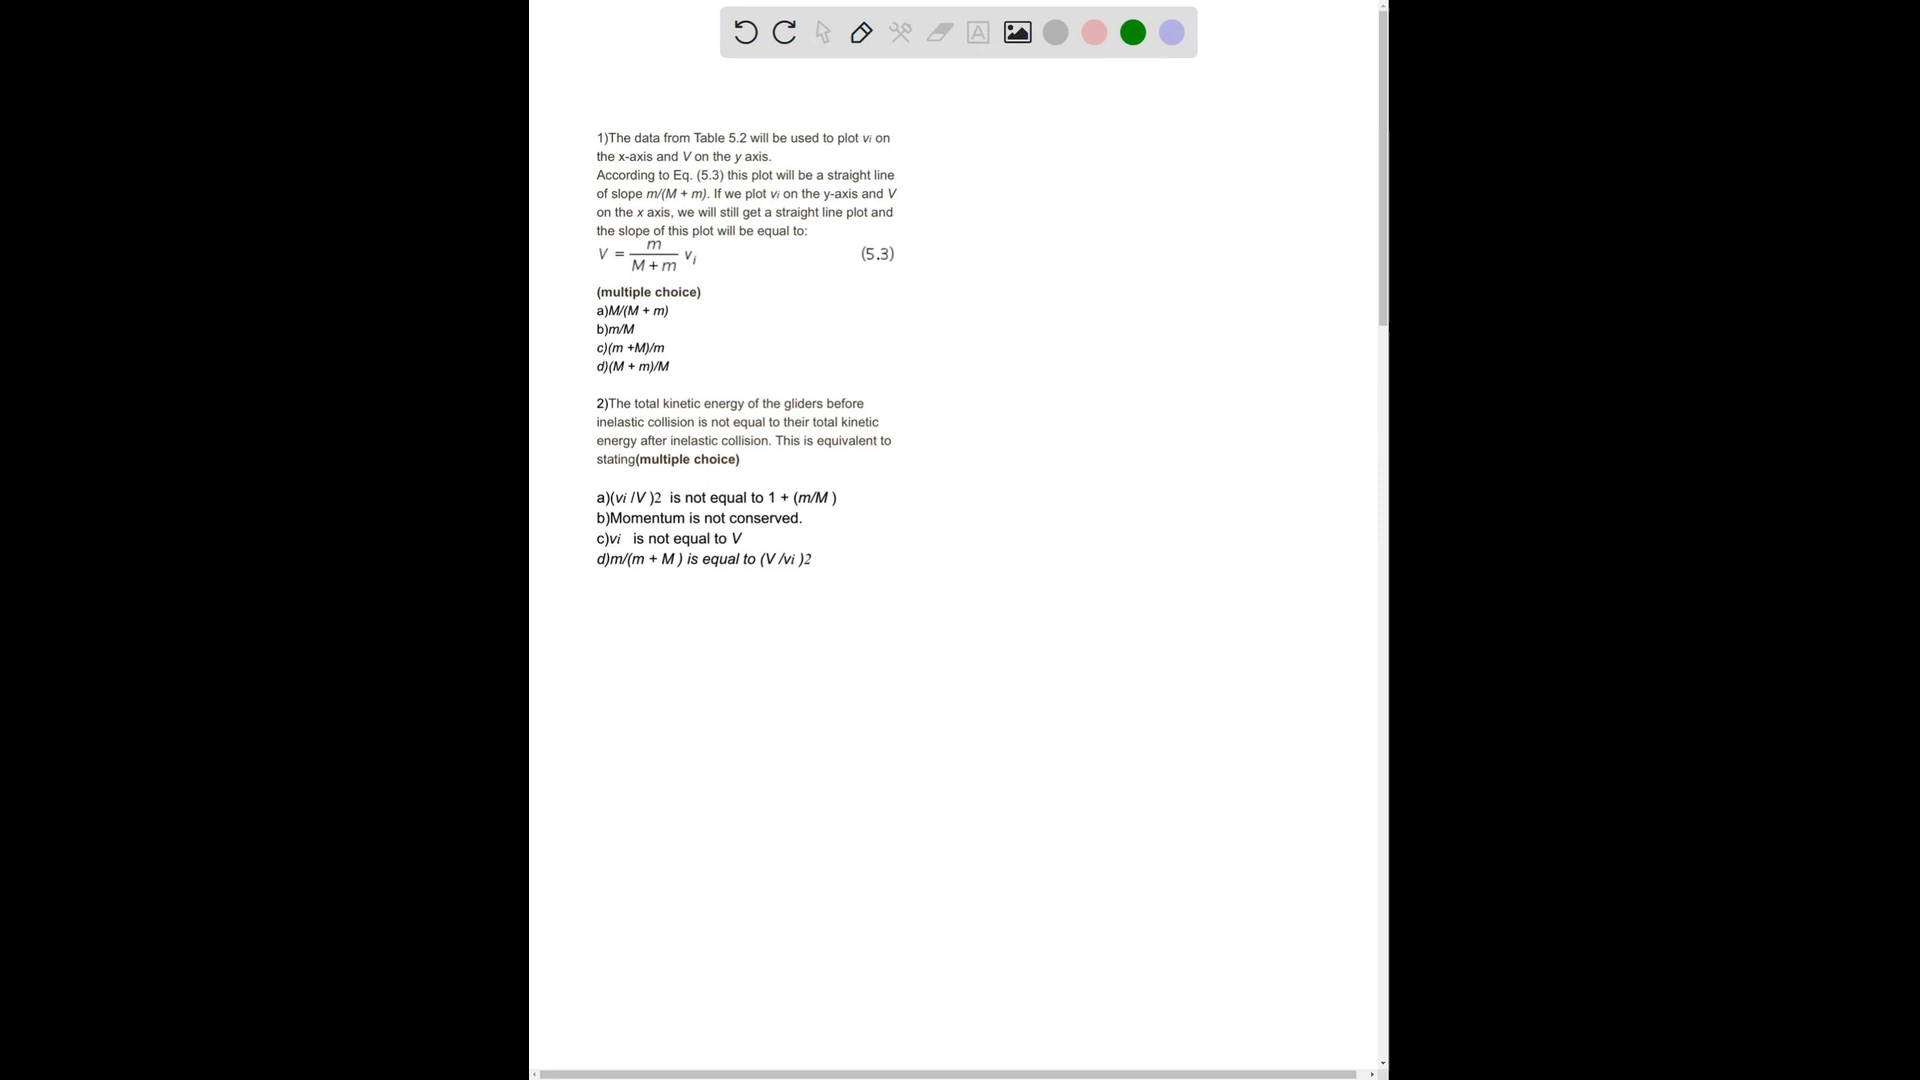 1)The data from Table 5.2 will be used to plot vi on
the x-axis and V on the y axis.
According to Eq. (5.3) this plot will be a straight line
of slope m/(M + m). If we plot vi on the y-axis and V
on the x axis, we will still get a straight line plot and
the slope of this plot will be equal to:
V = m/(M + m) vi (5.3)
(multiple choice)
a)M/(M + m)
b)m/M
c)(m +M)/m
d)(M + m)/M
2)The total kinetic energy of the gliders before
inelastic collision is not equal to their total kinetic
energy after inelastic collision. This is equivalent to
stating(multiple choice)
a)(vi /V )2 is not equal to 1 + (m/M )
b)Momentum is not conserved.
c)vi is not equal to V
d)m/(m + M ) is equal to (V /vi )2